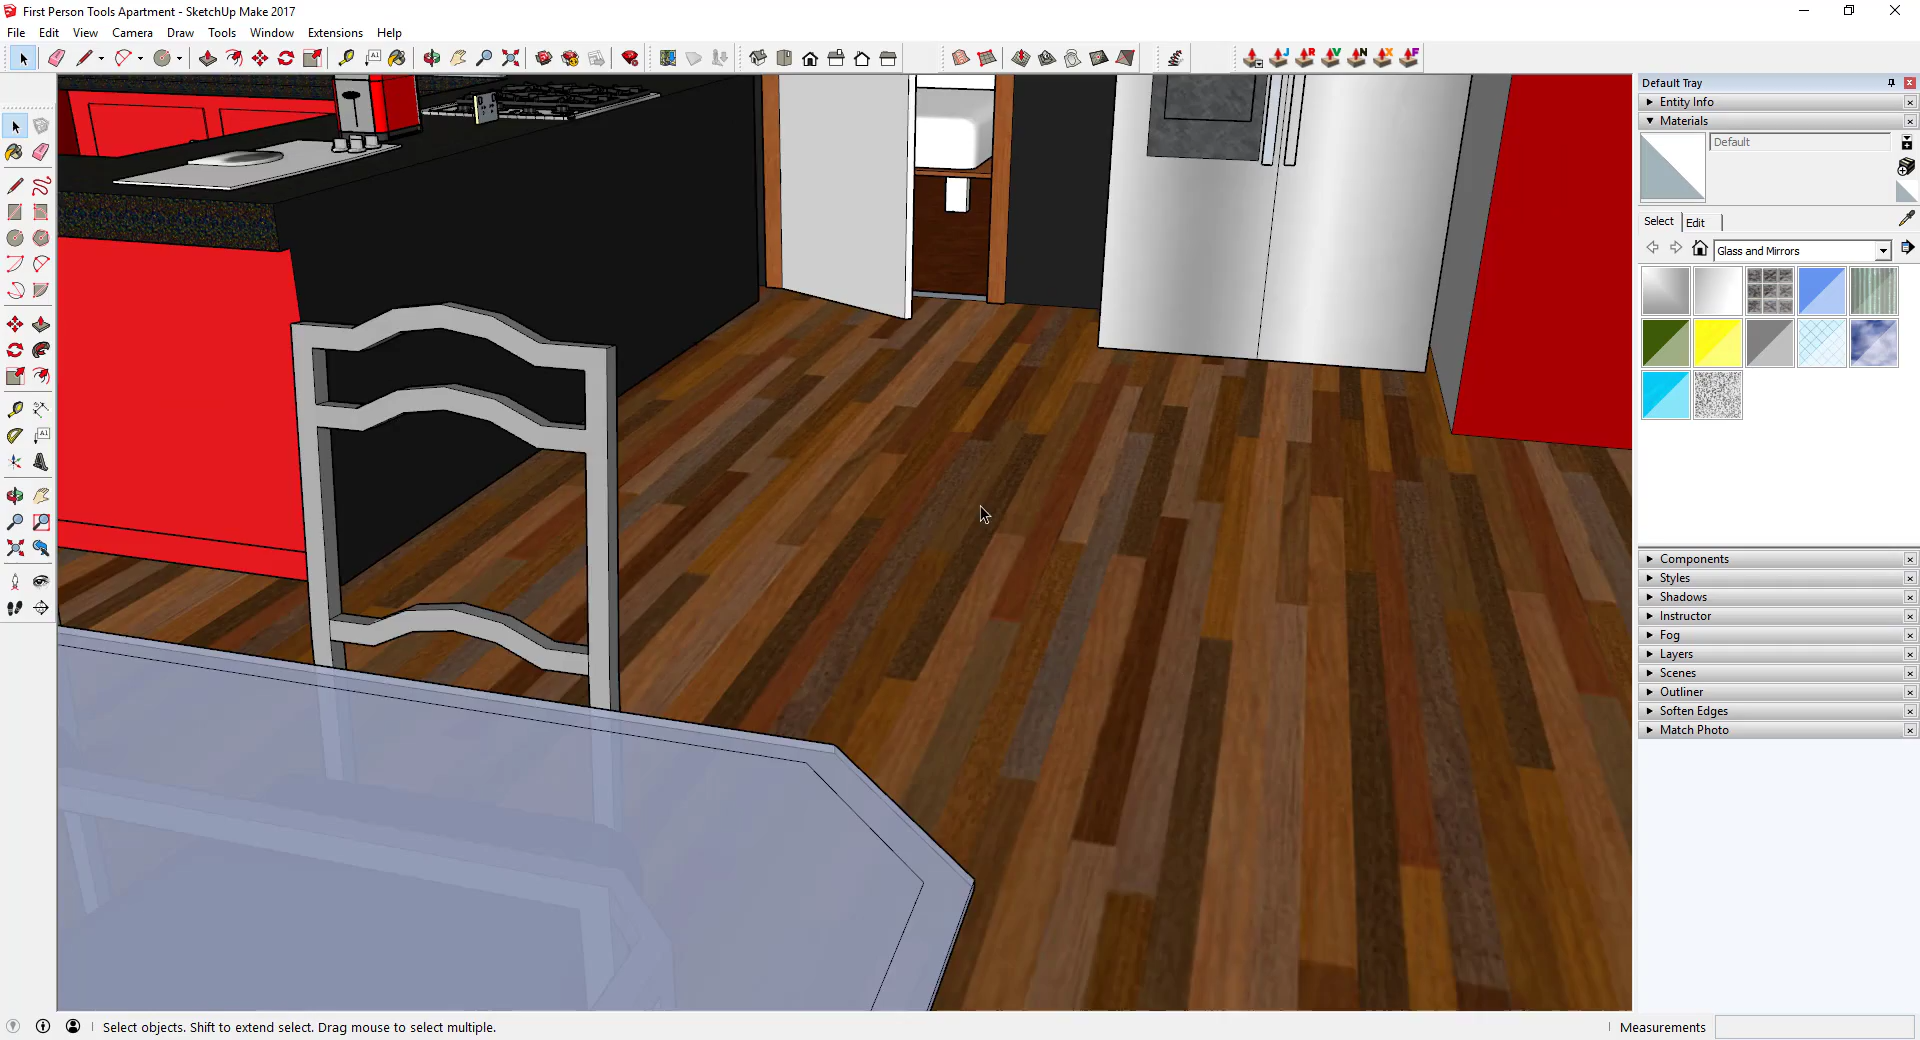 First Person Tools Apartment - SketchUp Make 2017
File Edit View Camera Draw Tools Window Extensions Help
A1
J R V N X F
Default Tray
Entity Info
Materials
Default
Select Edit
Glass and Mirrors
A1
Components
Styles
Shadows
Instructor
Fog
Layers
Scenes
Outliner
Soften Edges
Match Photo
Select objects. Shift to extend select. Drag mouse to select multiple.
Measurements